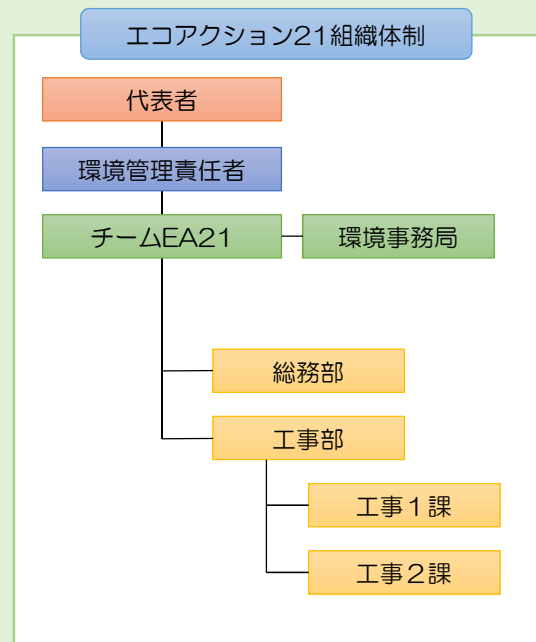 エコアクション21組織体制
代表者
環境管理責任者
チームEA21
環境事務局
総務部
工事部
工事１課
工事２課